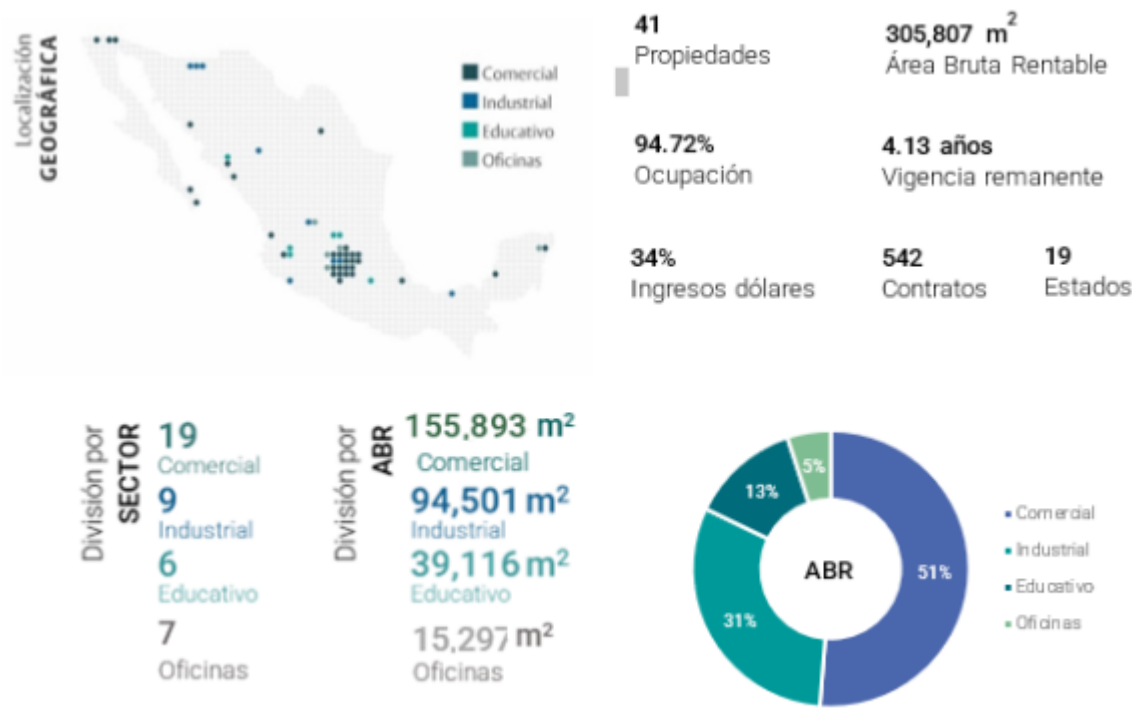 Localización
GEOGRÁFICA
Comercial
Industrial
Educativo
Oficinas
41
Propiedades
305,807 m²
Área Bruta Rentable
94.72%
Ocupación
4.13 años
Vigencia remanente
34%
Ingresos dólares
542
Contratos
19
Estados
División por
SECTOR
19
Comercial
9
Industrial
6
Educativo
7
Oficinas
División por
ABR
155,893 m²
Comercial
94,501 m²
Industrial
39,116 m²
Educativo
15,297 m²
Oficinas
5%
13%
31%
51%
ABR
Comercial
Industrial
Educativo
Oficinas